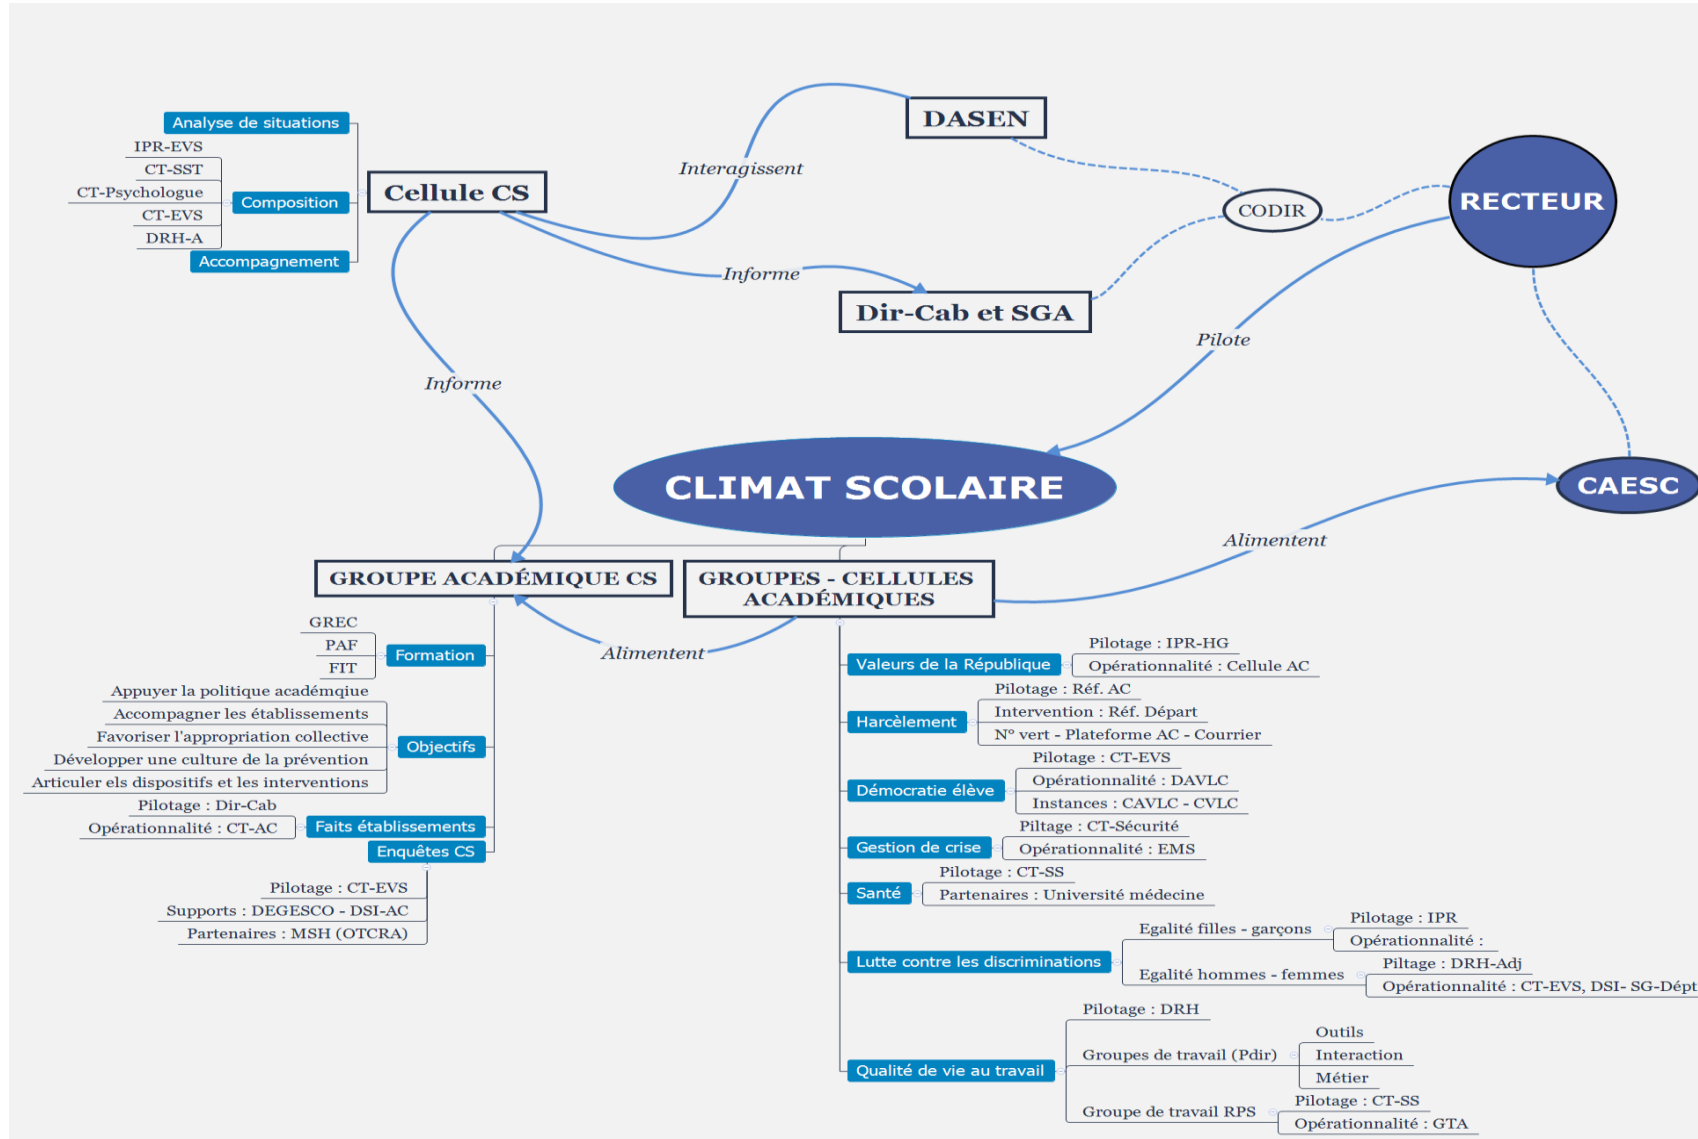 DASEN
Analyse de situations
IPR-EVS
CT-SST
CT-Psychologue
CT-EVS
DRH-A
Composition
Accompagnement
Cellule CS
Interagissent
CODIR
RECTEUR
Informe
Dir-Cab et SGA
Pilote
Informe
CLIMAT SCOLAIRE
CAESC
Alimentent
GROUPE ACADÉMIQUE CS
GROUPES - CELLULES
ACADÉMIQUES
Alimentent
GREC
PAF
FIT
Formation
Appuyer la politique académqiue
Accompagner les établissements
Favoriser l'appropriation collective
Développer une culture de la prévention
Articuler els dispositifs et les interventions
Objectifs
Pilotage : Dir-Cab
Opérationnalité : CT-AC
Faits établissements
Enquêtes CS
Pilotage : CT-EVS
Supports : DEGESCO - DSI-AC
Partenaires : MSH (OTCRA)
Valeurs de la République
Pilotage : IPR-HG
Opérationnalité : Cellule AC
Harcèlement
Pilotage : Réf. AC
Intervention : Réf. Départ
N° vert - Plateforme AC - Courrier
Démocratie élève
Pilotage : CT-EVS
Opérationnalité : DAVLC
Instances : CAVLC - CVLC
Gestion de crise
Piltage : CT-Sécurité
Opérationnalité : EMS
Santé
Pilotage : CT-SS
Partenaires : Université médecine
Lutte contre les discriminations
Egalité filles - garçons
Pilotage : IPR
Opérationnalité :
Egalité hommes - femmes
Piltage : DRH-Adj
Opérationnalité : CT-EVS, DSI- SG-Dépt
Qualité de vie au travail
Pilotage : DRH
Groupes de travail (Pdir)
Outils
Interaction
Métier
Groupe de travail RPS
Pilotage : CT-SS
Opérationnalité : GTA